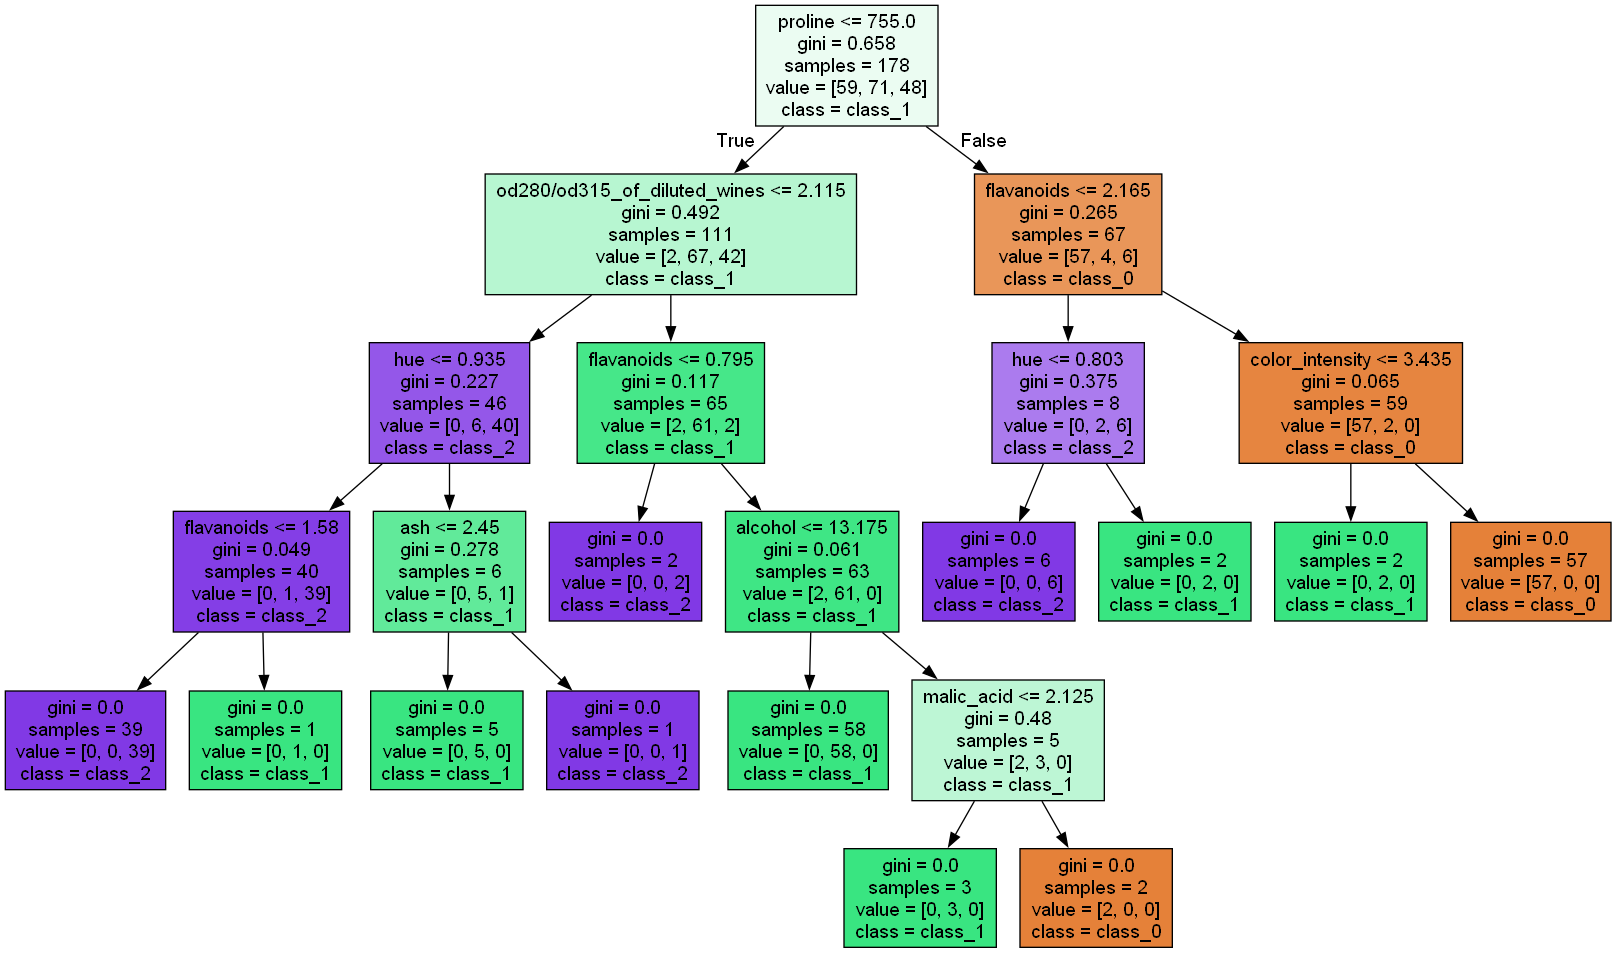 proline <= 755.0
gini = 0.658
samples = 178
value = [59, 71, 48]
class = class_1
True
False
od280/od315_of_diluted_wines <= 2.115
gini = 0.492
samples = 111
value = [2, 67, 42]
class = class_1
flavanoids <= 2.165
gini = 0.265
samples = 67
value = [57, 4, 6]
class = class_0
hue <= 0.935
gini = 0.227
samples = 46
value = [0, 6, 40]
class = class_2
flavanoids <= 0.795
gini = 0.117
samples = 65
value = [2, 61, 2]
class = class_1
hue <= 0.803
gini = 0.375
samples = 8
value = [0, 2, 6]
class = class_2
color_intensity <= 3.435
gini = 0.065
samples = 59
value = [57, 2, 0]
class = class_0
flavanoids <= 1.58
gini = 0.049
samples = 40
value = [0, 1, 39]
class = class_2
ash <= 2.45
gini = 0.278
samples = 6
value = [0, 5, 1]
class = class_1
gini = 0.0
samples = 2
value = [0, 0, 2]
class = class_2
alcohol <= 13.175
gini = 0.061
samples = 63
value = [2, 61, 0]
class = class_1
gini = 0.0
samples = 6
value = [0, 0, 6]
class = class_2
gini = 0.0
samples = 2
value = [0, 2, 0]
class = class_1
gini = 0.0
samples = 2
value = [0, 2, 0]
class = class_1
gini = 0.0
samples = 57
value = [57, 0, 0]
class = class_0
gini = 0.0
samples = 39
value = [0, 0, 39]
class = class_2
gini = 0.0
samples = 1
value = [0, 1, 0]
class = class_1
gini = 0.0
samples = 5
value = [0, 5, 0]
class = class_1
gini = 0.0
samples = 1
value = [0, 0, 1]
class = class_2
gini = 0.0
samples = 58
value = [0, 58, 0]
class = class_1
malic_acid <= 2.125
gini = 0.48
samples = 5
value = [2, 3, 0]
class = class_1
gini = 0.0
samples = 3
value = [0, 3, 0]
class = class_1
gini = 0.0
samples = 2
value = [2, 0, 0]
class = class_0